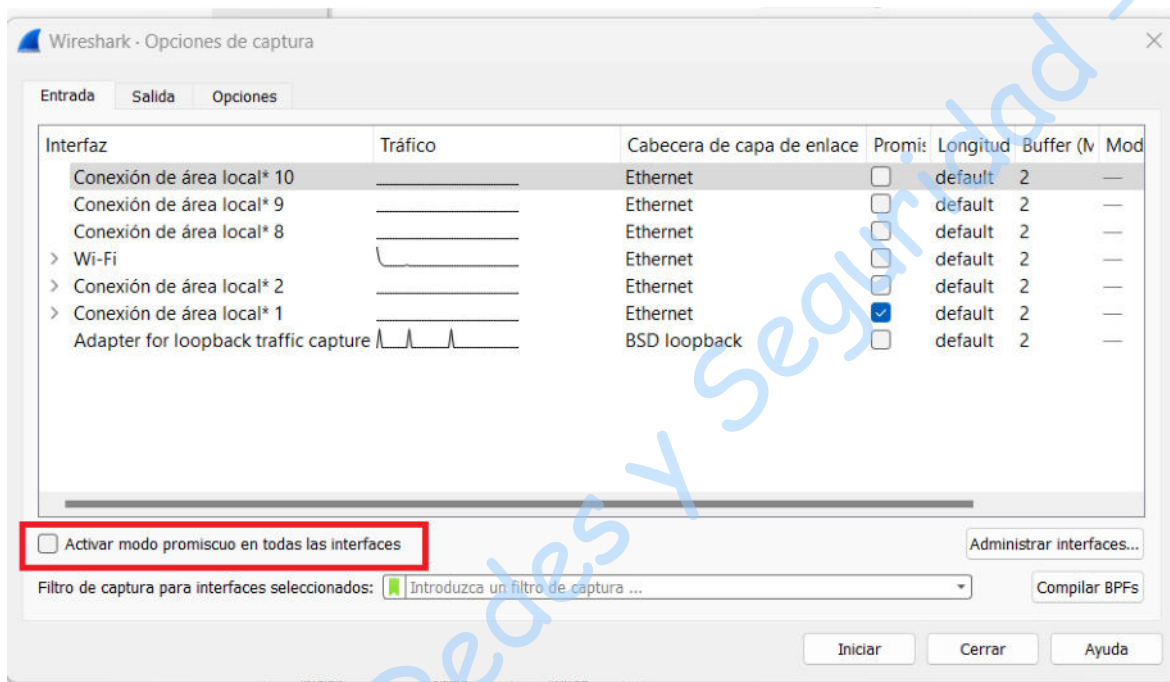 Wireshark · Opciones de captura
Entrada Salida Opciones
Interfaz Tráfico Cabecera de capa de enlace Promis Longitud Buffer (M Mod
Conexión de área local* 10 Ethernet default 2 —
Conexión de área local* 9 Ethernet default 2 —
Conexión de área local* 8 Ethernet default 2 —
Wi-Fi Ethernet default 2 —
Conexión de área local* 2 Ethernet default 2 —
Conexión de área local* 1 Ethernet default 2 —
Adapter for loopback traffic capture BSD loopback default 2 —
Activar modo promiscuo en todas las interfaces Administrar interfaces...
Filtro de captura para interfaces seleccionados: Introduzca un filtro de captura ... Compilar BPFs
Iniciar Cerrar Ayuda
Redes y Seguridad -